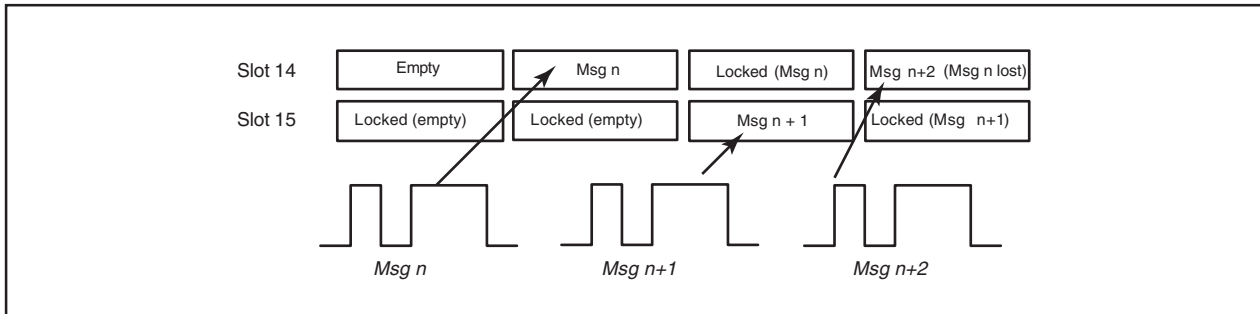 Slot 14 Empty Msg n Locked (Msg n) Msg n+2 (Msg n lost)
Slot 15 Locked (empty) Locked (empty) Msg n + 1 Locked (Msg n+1)
Msg n Msg n+1 Msg n+2